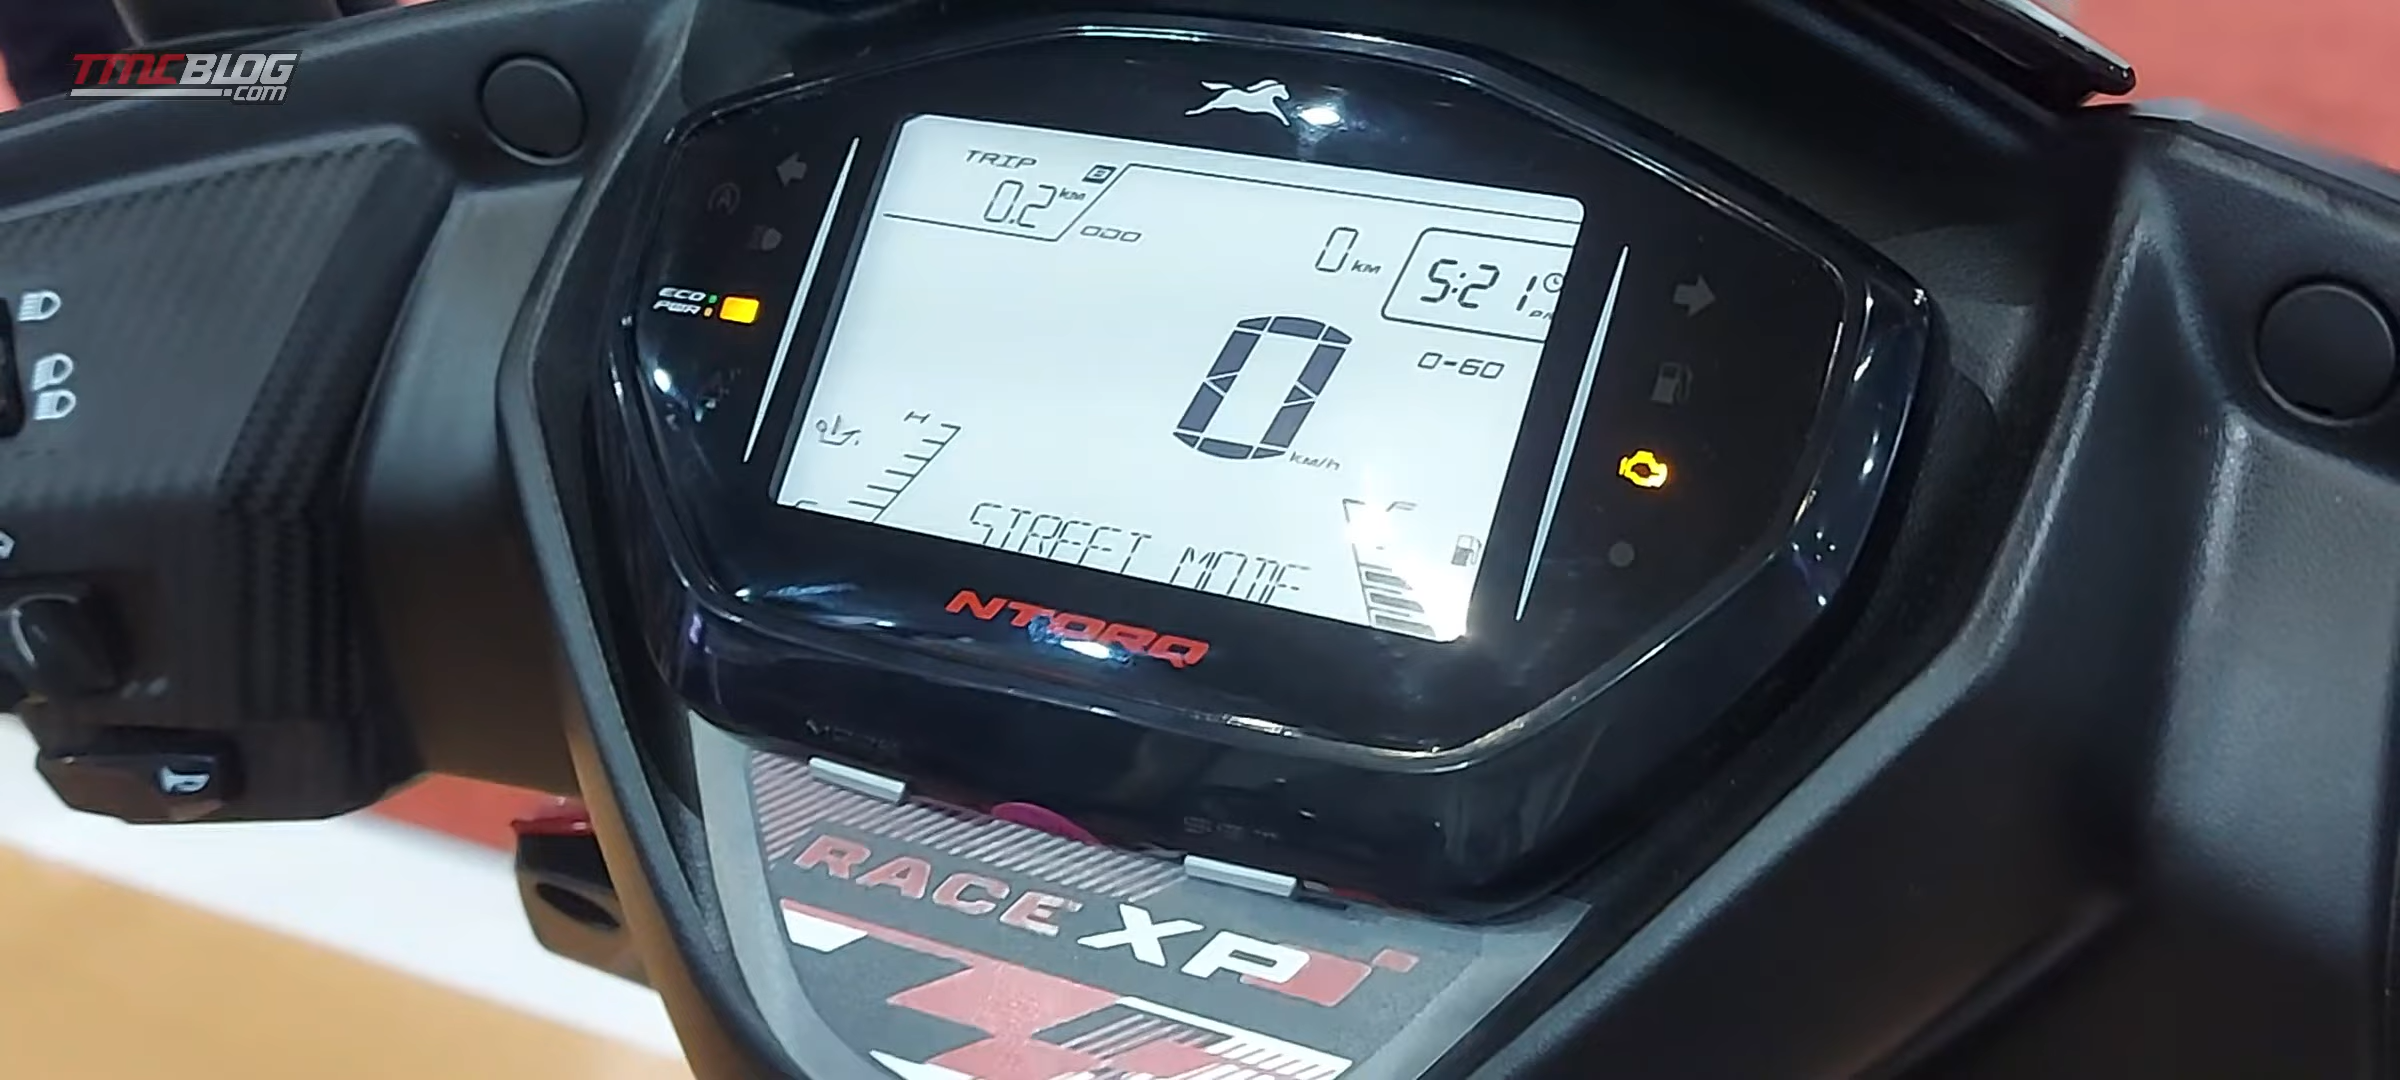 TMCBLOG
.com
TRIP B
0.2 km
ODO 0 km
5:21
0-60
ECO
PWR
H
0 km/h
F
STREET MODE
NTORQ
SET
RACE XP